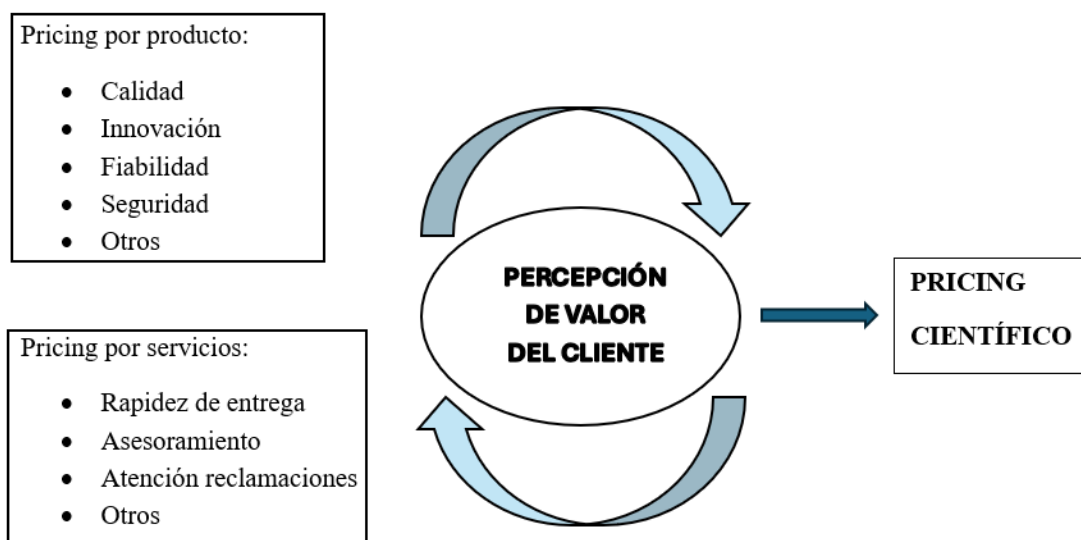 Pricing por producto:
• Calidad
• Innovación
• Fiabilidad
• Seguridad
• Otros
Pricing por servicios:
• Rapidez de entrega
• Asesoramiento
• Atención reclamaciones
• Otros
PERCEPCIÓN
DE VALOR
DEL CLIENTE
PRICING
CIENTÍFICO